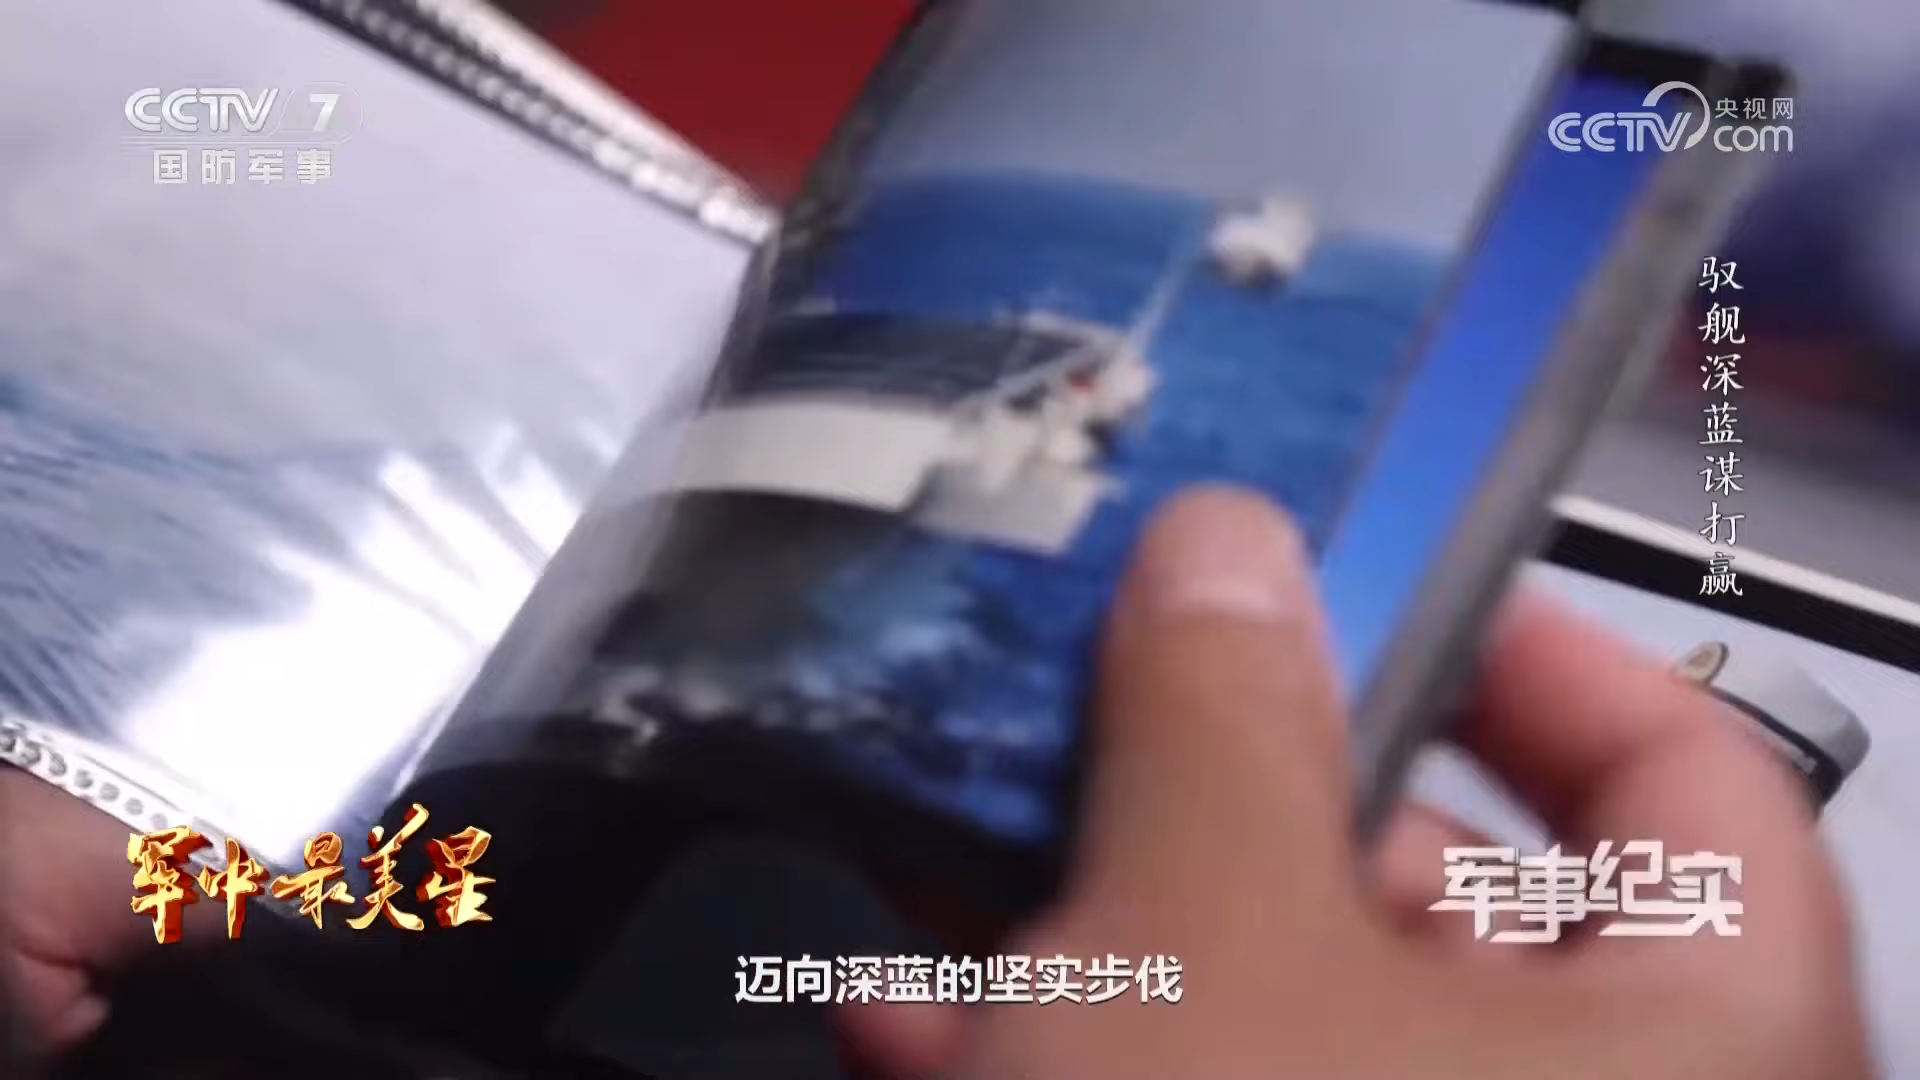 CCTV 7
国防军事
央视网
CCTV.com
驭舰深蓝谋打赢
军中最美星
军事纪实
迈向深蓝的坚实步伐